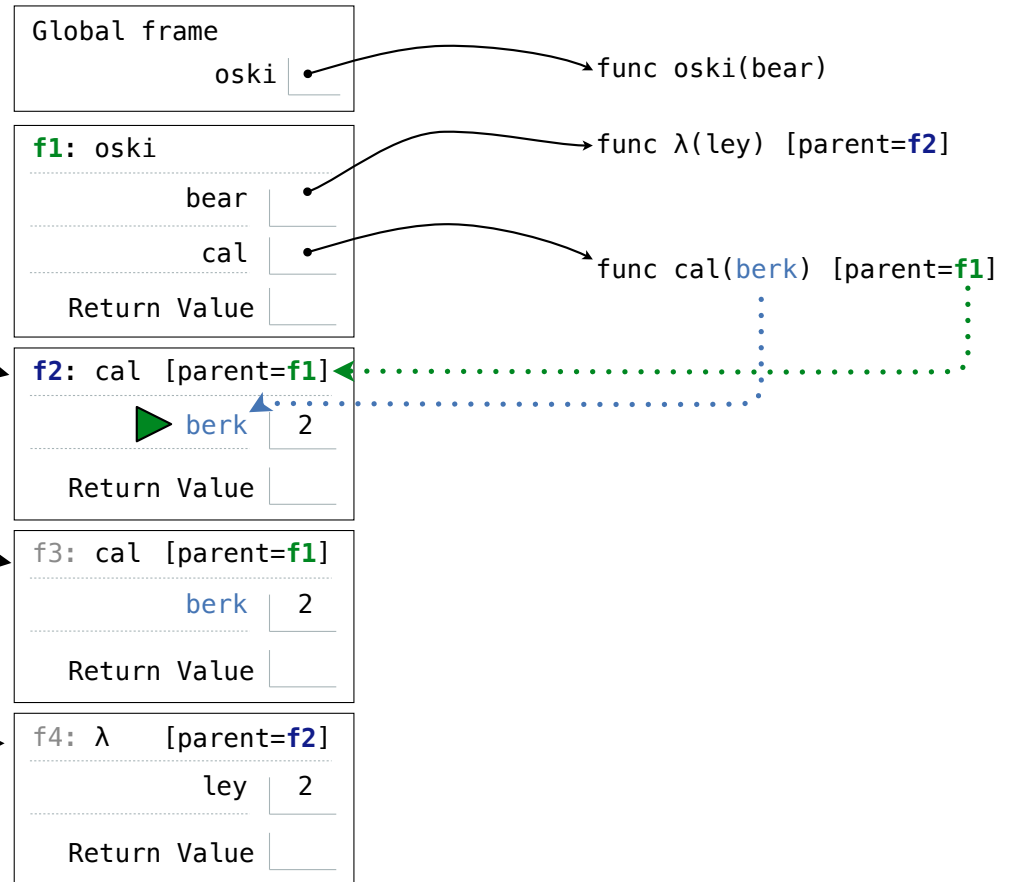 Global frame
oski
func oski(bear)
f1: oski
func λ(ley) [parent=f2]
bear
cal
func cal(berk) [parent=f1]
Return Value
f2: cal [parent=f1]
berk 2
Return Value
f3: cal [parent=f1]
berk 2
Return Value
f4: λ [parent=f2]
ley 2
Return Value